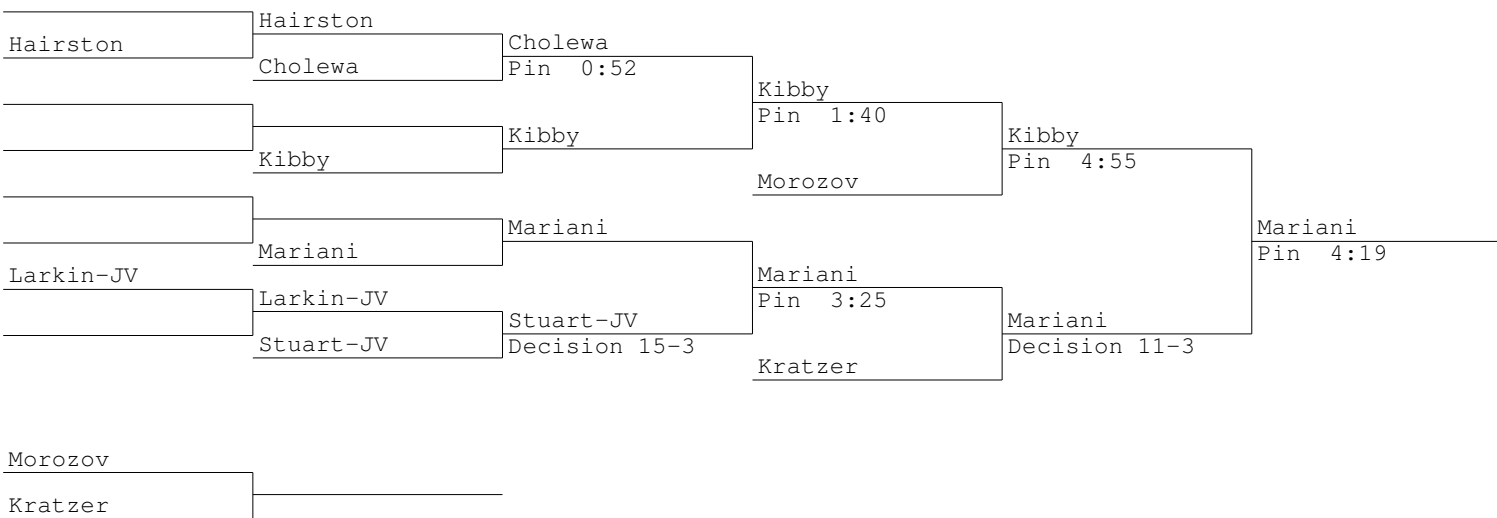 Hairston
Hairston
Cholewa
Cholewa
Pin 0:52
Kibby
Pin 1:40
Kibby
Kibby
Kibby
Pin 4:55
Morozov
Mariani
Mariani
Mariani
Pin 4:19
Larkin-JV
Mariani
Pin 3:25
Larkin-JV
Stuart-JV
Decision 15-3
Mariani
Decision 11-3
Stuart-JV
Kratzer
Morozov
Kratzer